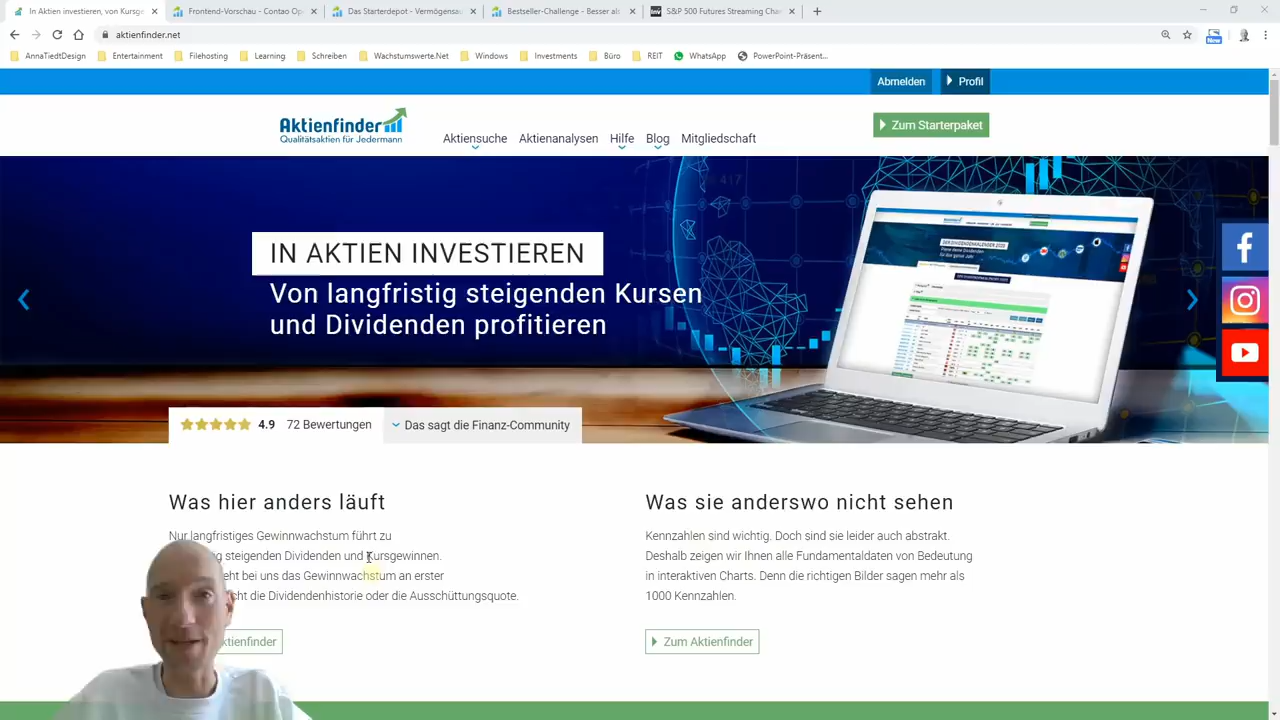 In Aktien investieren, von Kursge
Frontend-Vorschau - Contao Op
Das Starterdepot - Vermögensau
Bestseller-Challenge - Besser als
S&P 500 Futures Streaming Cha
aktienfinder.net
AnnaTiedtDesign
Entertainment
Filehosting
Learning
Schreiben
Wachstumswerte.Net
Windows
Investments
Büro
REIT
WhatsApp
PowerPoint-Präsent...
Abmelden
Profil
Aktienfinder
Qualitätsaktien für Jedermann
Aktiensuche
Aktienanalysen
Hilfe
Blog
Mitgliedschaft
Zum Starterpaket
IN AKTIEN INVESTIEREN
Von langfristig steigenden Kursen
und Dividenden profitieren
4.9 72 Bewertungen
Das sagt die Finanz-Community
Was hier anders läuft
Nur langfristiges Gewinnwachstum führt zu
steigenden Dividenden und Kursgewinnen.
bei uns das Gewinnwachstum an erster
die Dividendenhistorie oder die Ausschüttungsquote.
Was sie anderswo nicht sehen
Kennzahlen sind wichtig. Doch sind sie leider auch abstrakt.
Deshalb zeigen wir Ihnen alle Fundamentaldaten von Bedeutung
in interaktiven Charts. Denn die richtigen Bilder sagen mehr als
1000 Kennzahlen.
Zum Aktienfinder